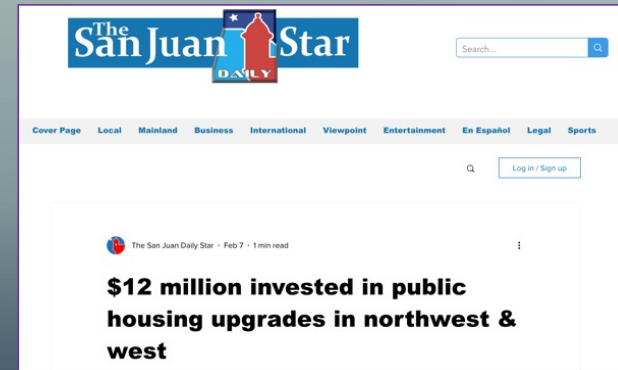 The
San Juan Star
DAILY
Search...
Cover Page Local Mainland Business International Viewpoint Entertainment En Español Legal Sports
Log in / Sign up
The San Juan Daily Star · Feb 7 · 1 min read
$12 million invested in public
housing upgrades in northwest &
west